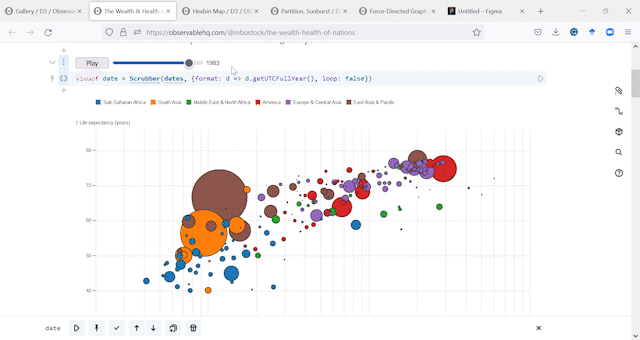 Gallery / D3 / Observab
The Wealth & Health o
Hexbin Map / D3 / Obs
Partition, Sunburst / D
Force-Directed Graph
Untitled – Figma
https://observablehq.com/@mbostock/the-wealth-health-of-nations
Play
1983
viewof date = Scrubber(dates, {format: d => d.getUTCFullYear(), loop: false})
Sub-Saharan Africa South Asia Middle East & North Africa America Europe & Central Asia East Asia & Pacific
↑ Life expectancy (years)
80
70
60
50
40
date